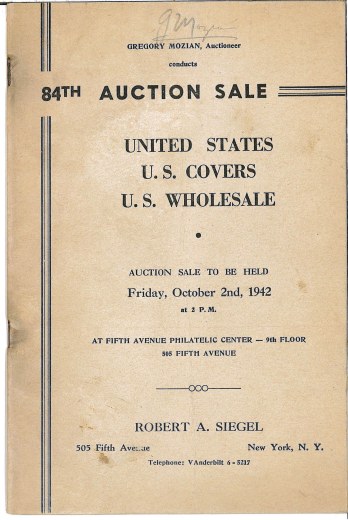 G Mozian
GREGORY MOZIAN, Auctioneer
conducts
84TH AUCTION SALE
UNITED STATES
U. S. COVERS
U. S. WHOLESALE
AUCTION SALE TO BE HELD
Friday, October 2nd, 1942
at 2 P. M.
AT FIFTH AVENUE PHILATELIC CENTER — 9th FLOOR
505 FIFTH AVENUE
ROBERT A. SIEGEL
505 Fifth Avenue New York, N. Y.
Telephone: VAnderbilt 6 - 5217